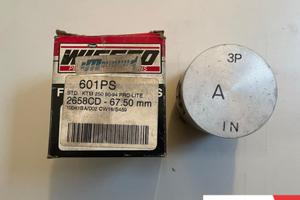 WISECO
601PS
STD. KTM 250 90-94 PRO-LITE
2658CD - 67.50 mm
3P
A
IN